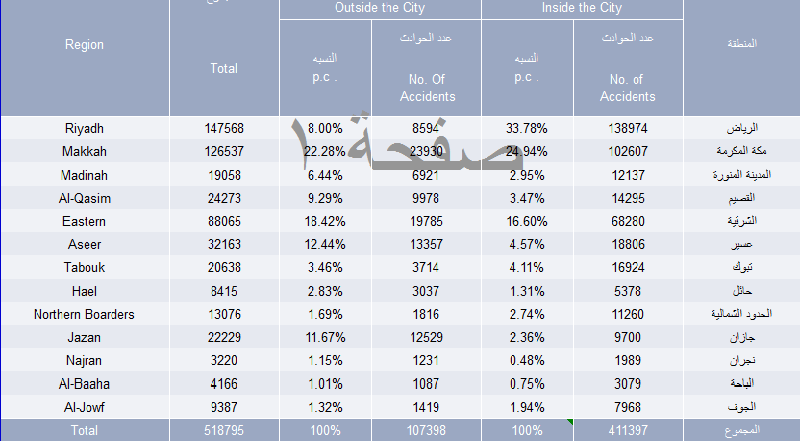 Outside the City Inside the City
Region Total النسبه عدد الحوادث النسبه عدد الحوادث المنطقة
p.c . No. Of Accidents p.c . No. of Accidents
صفحة ١
Riyadh 147568 8.00% 8594 33.78% 138974 الرياض
Makkah 126537 22.28% 23930 24.94% 102607 مكة المكرمة
Madinah 19058 6.44% 6921 2.95% 12137 المدينة المنورة
Al-Qasim 24273 9.29% 9978 3.47% 14295 القصيم
Eastern 88065 18.42% 19785 16.60% 68280 الشرقية
Aseer 32163 12.44% 13357 4.57% 18806 عسير
Tabouk 20638 3.46% 3714 4.11% 16924 تبوك
Hael 8415 2.83% 3037 1.31% 5378 حائل
Northern Boarders 13076 1.69% 1816 2.74% 11260 الحدود الشمالية
Jazan 22229 11.67% 12529 2.36% 9700 جازان
Najran 3220 1.15% 1231 0.48% 1989 نجران
Al-Baaha 4166 1.01% 1087 0.75% 3079 الباحة
Al-Jowf 9387 1.32% 1419 1.94% 7968 الجوف
Total 518795 100% 107398 100% 411397 المجموع